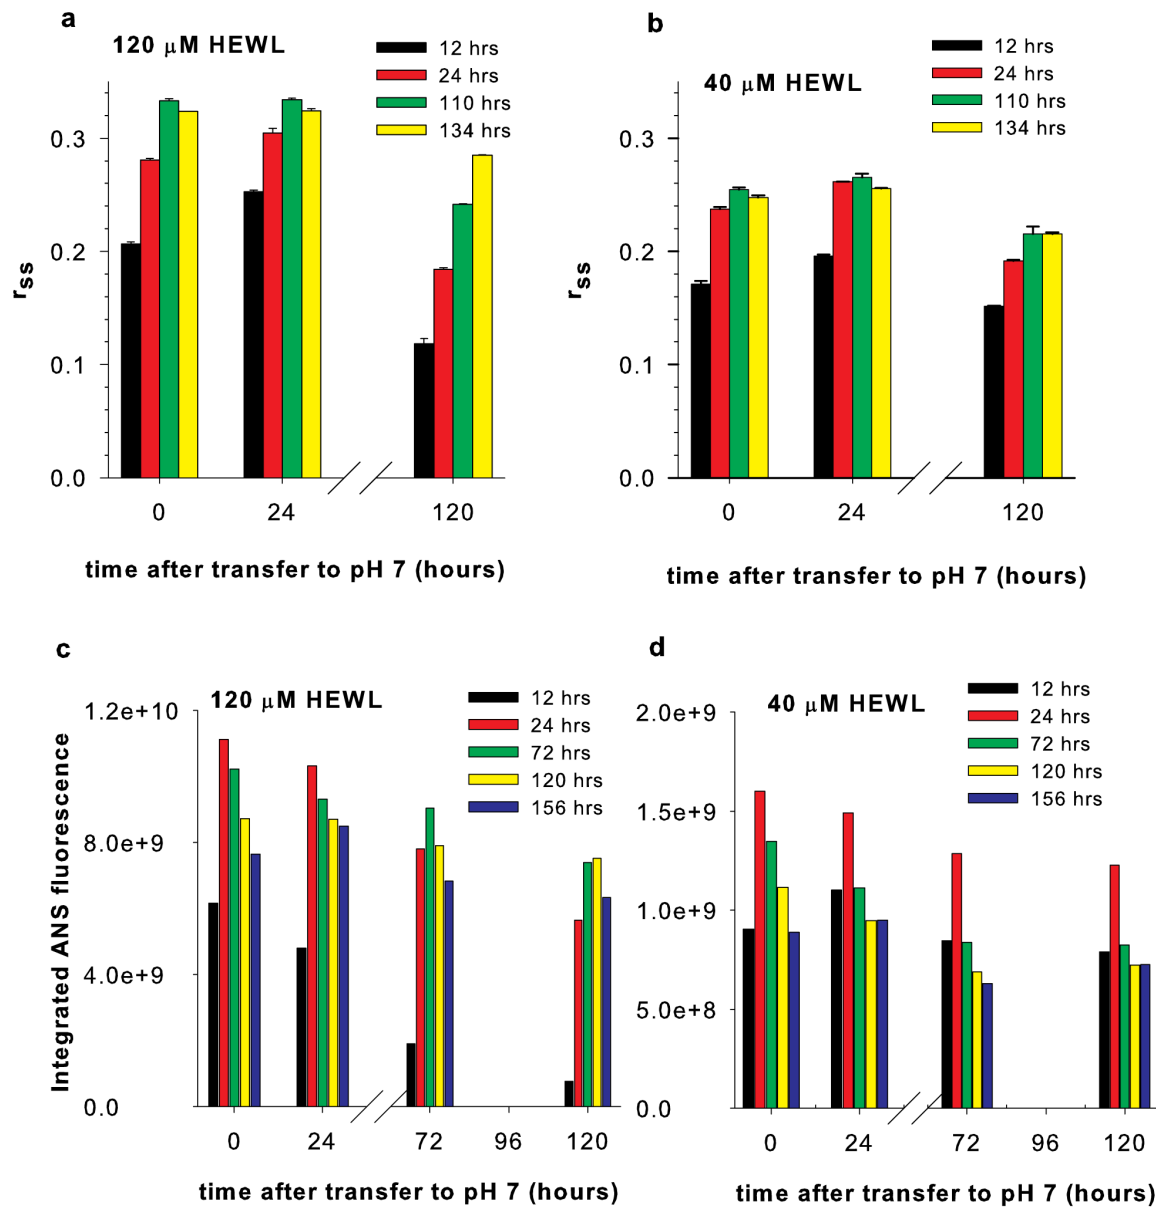 a
120 μM HEWL
12 hrs
24 hrs
110 hrs
134 hrs
0.3
0.2
0.1
0.0
rss
0
24
120
time after transfer to pH 7 (hours)
b
40 μM HEWL
12 hrs
24 hrs
110 hrs
134 hrs
0.3
0.2
0.1
0.0
rss
0
24
120
time after transfer to pH 7 (hours)
c
120 μM HEWL
12 hrs
24 hrs
72 hrs
120 hrs
156 hrs
1.2e+10
8.0e+9
4.0e+9
0.0
Integrated ANS fluorescence
0
24
72
96
120
time after transfer to pH 7 (hours)
d
40 μM HEWL
12 hrs
24 hrs
72 hrs
120 hrs
156 hrs
2.0e+9
1.5e+9
1.0e+9
5.0e+8
0.0
0
24
72
96
120
time after transfer to pH 7 (hours)